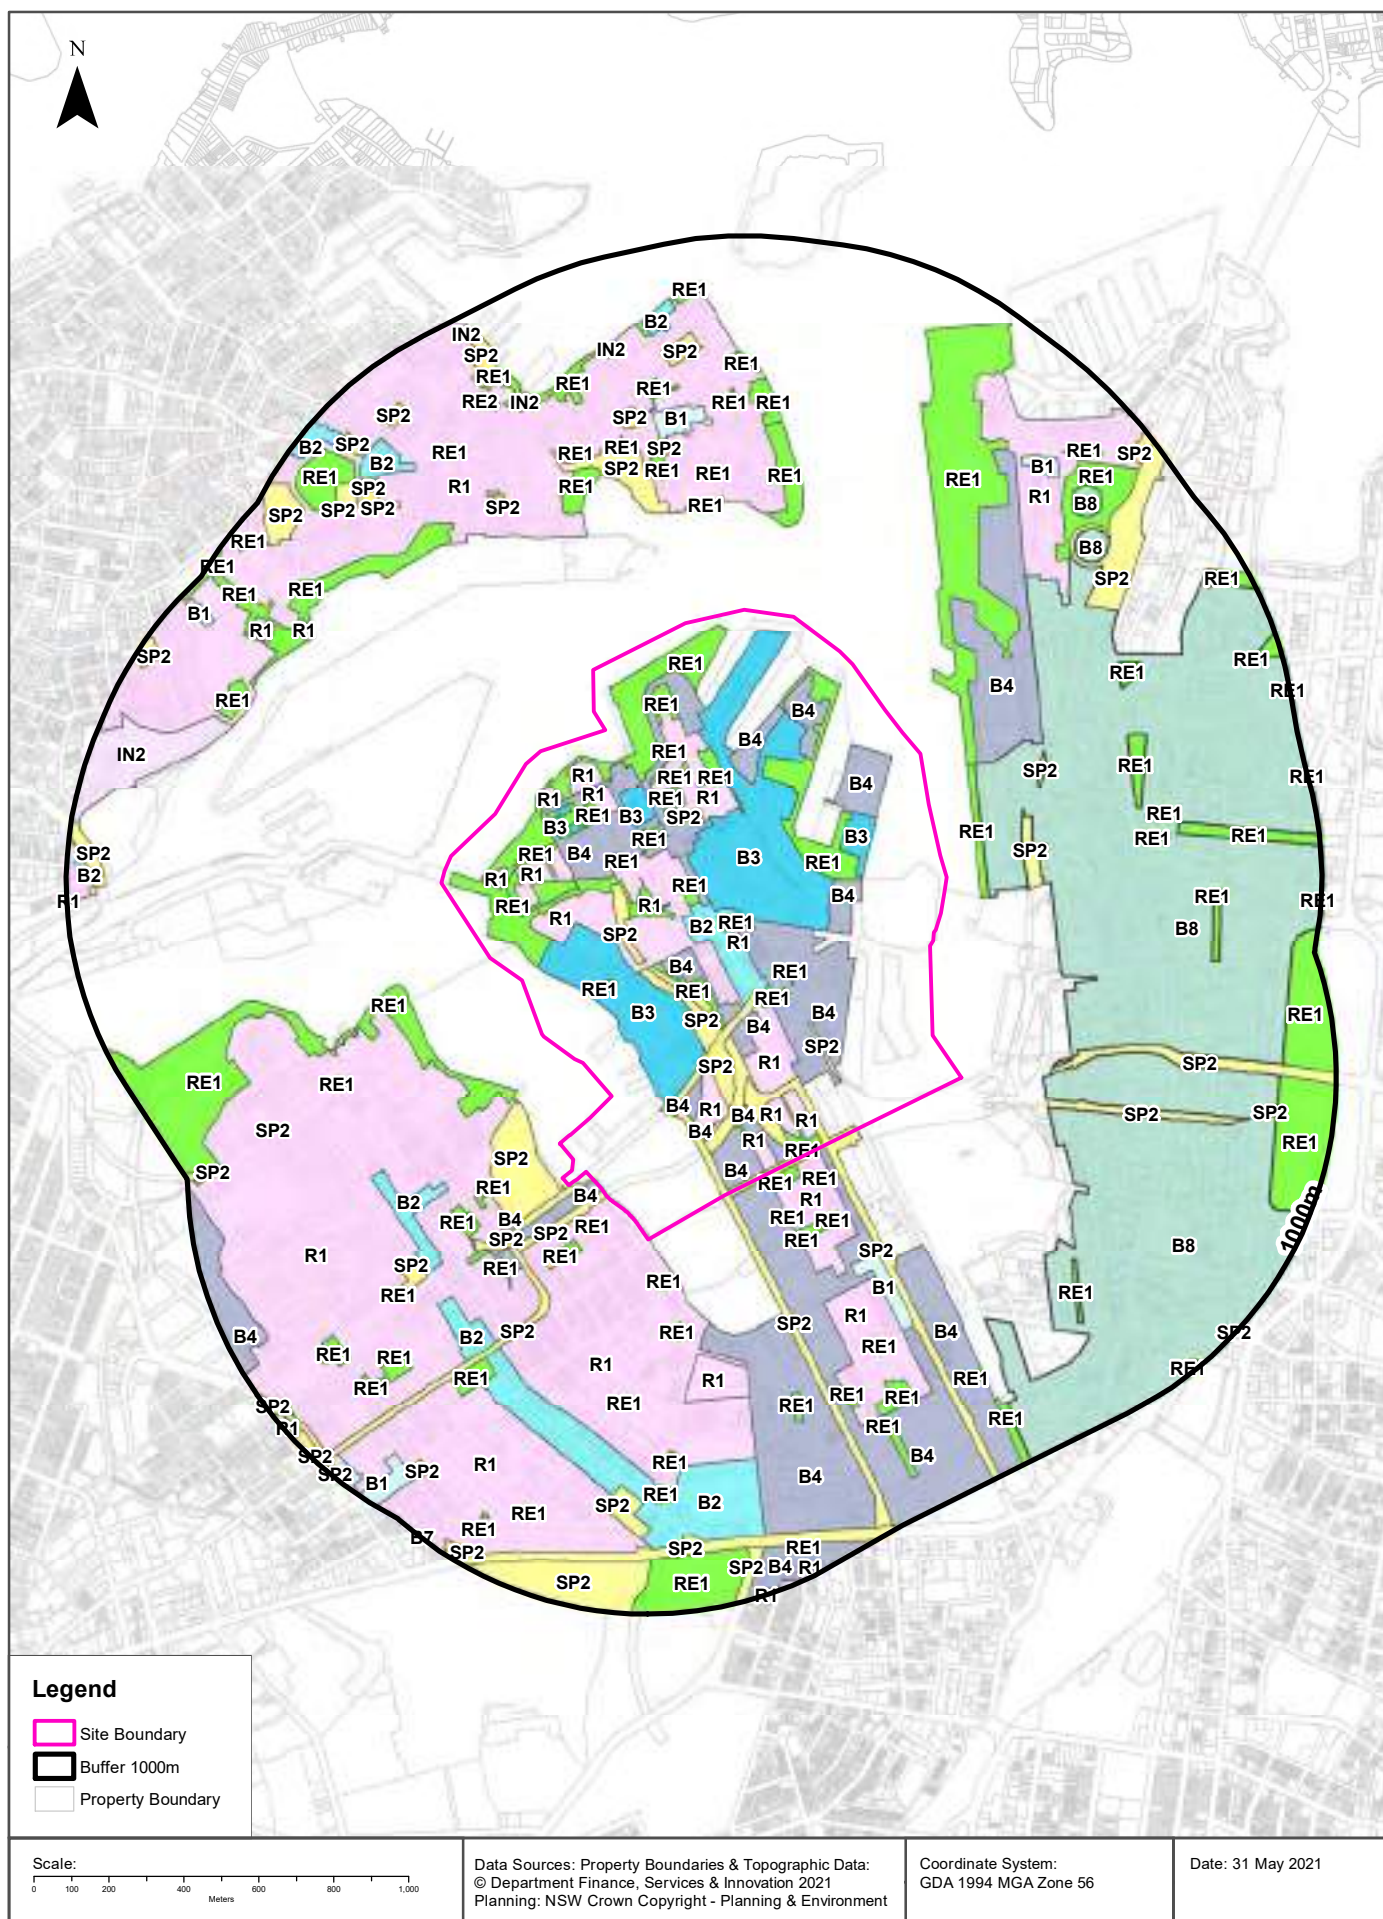 N
RE1
B2
IN2
IN2
SP2
SP2
RE1
RE1
RE1
RE1
RE2
IN2
RE1
RE1
SP2
SP2
B1
B2
SP2
RE1
RE1
RE1
SP2
B2
RE1
SP2
RE1
RE1
RE1
RE1
SP2
R1
RE1
SP2
SP2
SP2
SP2
RE1
SP2
RE1
RE1
RE1
RE1
B1
R1
R1
SP2
RE1
IN2
SP2
B2
R1
RE1
SP2
B1
RE1
RE1
R1
B8
B8
SP2
RE1
RE1
RE1
RE1
B4
SP2
RE1
RE1
RE1
RE1
RE1
RE1
SP2
RE1
RE1
B8
RE1
RE1
B4
B4
RE1
RE1
RE1
RE1
R1
B4
R1
R1
RE1
R1
RE1
B3
SP2
B3
RE1
B3
RE1
B4
RE1
B3
RE1
R1
R1
RE1
B4
RE1
R1
R1
B2
RE1
R1
SP2
B4
RE1
RE1
RE1
RE1
B3
B4
B4
SP2
SP2
R1
SP2
B4
R1
B4
R1
R1
B4
R1
RE1
B4
RE1
RE1
R1
RE1
RE1
RE1
RE1
RE1
SP2
SP2
SP2
SP2
RE1
1000m
B8
RE1
SP2
RE1
RE1
RE1
SP2
SP2
SP2
RE1
B4
B2
RE1
B4
SP2
SP2
RE1
RE1
RE1
R1
SP2
RE1
RE1
SP2
B1
R1
B4
RE1
SP2
B4
B2
SP2
RE1
RE1
RE1
RE1
RE1
R1
R1
RE1
RE1
RE1
RE1
RE1
RE1
RE1
B4
B4
SP2
R1
SP2
SP2
B1
SP2
R1
RE1
RE1
B2
SP2
RE1
RE1
B7
SP2
SP2
RE1
SP2
RE1
SP2
B4
R1
R1
Legend
Site Boundary
Buffer 1000m
Property Boundary
Scale:
0 100 200 400 600 800 1,000
Meters
Data Sources: Property Boundaries & Topographic Data:
© Department Finance, Services & Innovation 2021
Planning: NSW Crown Copyright - Planning & Environment
Coordinate System:
GDA 1994 MGA Zone 56
Date: 31 May 2021